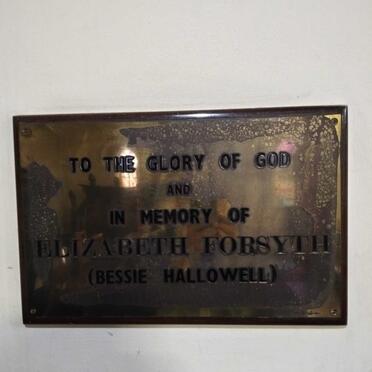 TO THE GLORY OF GOD
AND
IN MEMORY OF
ELIZABETH FORSYTH
(BESSIE HALLOWELL)